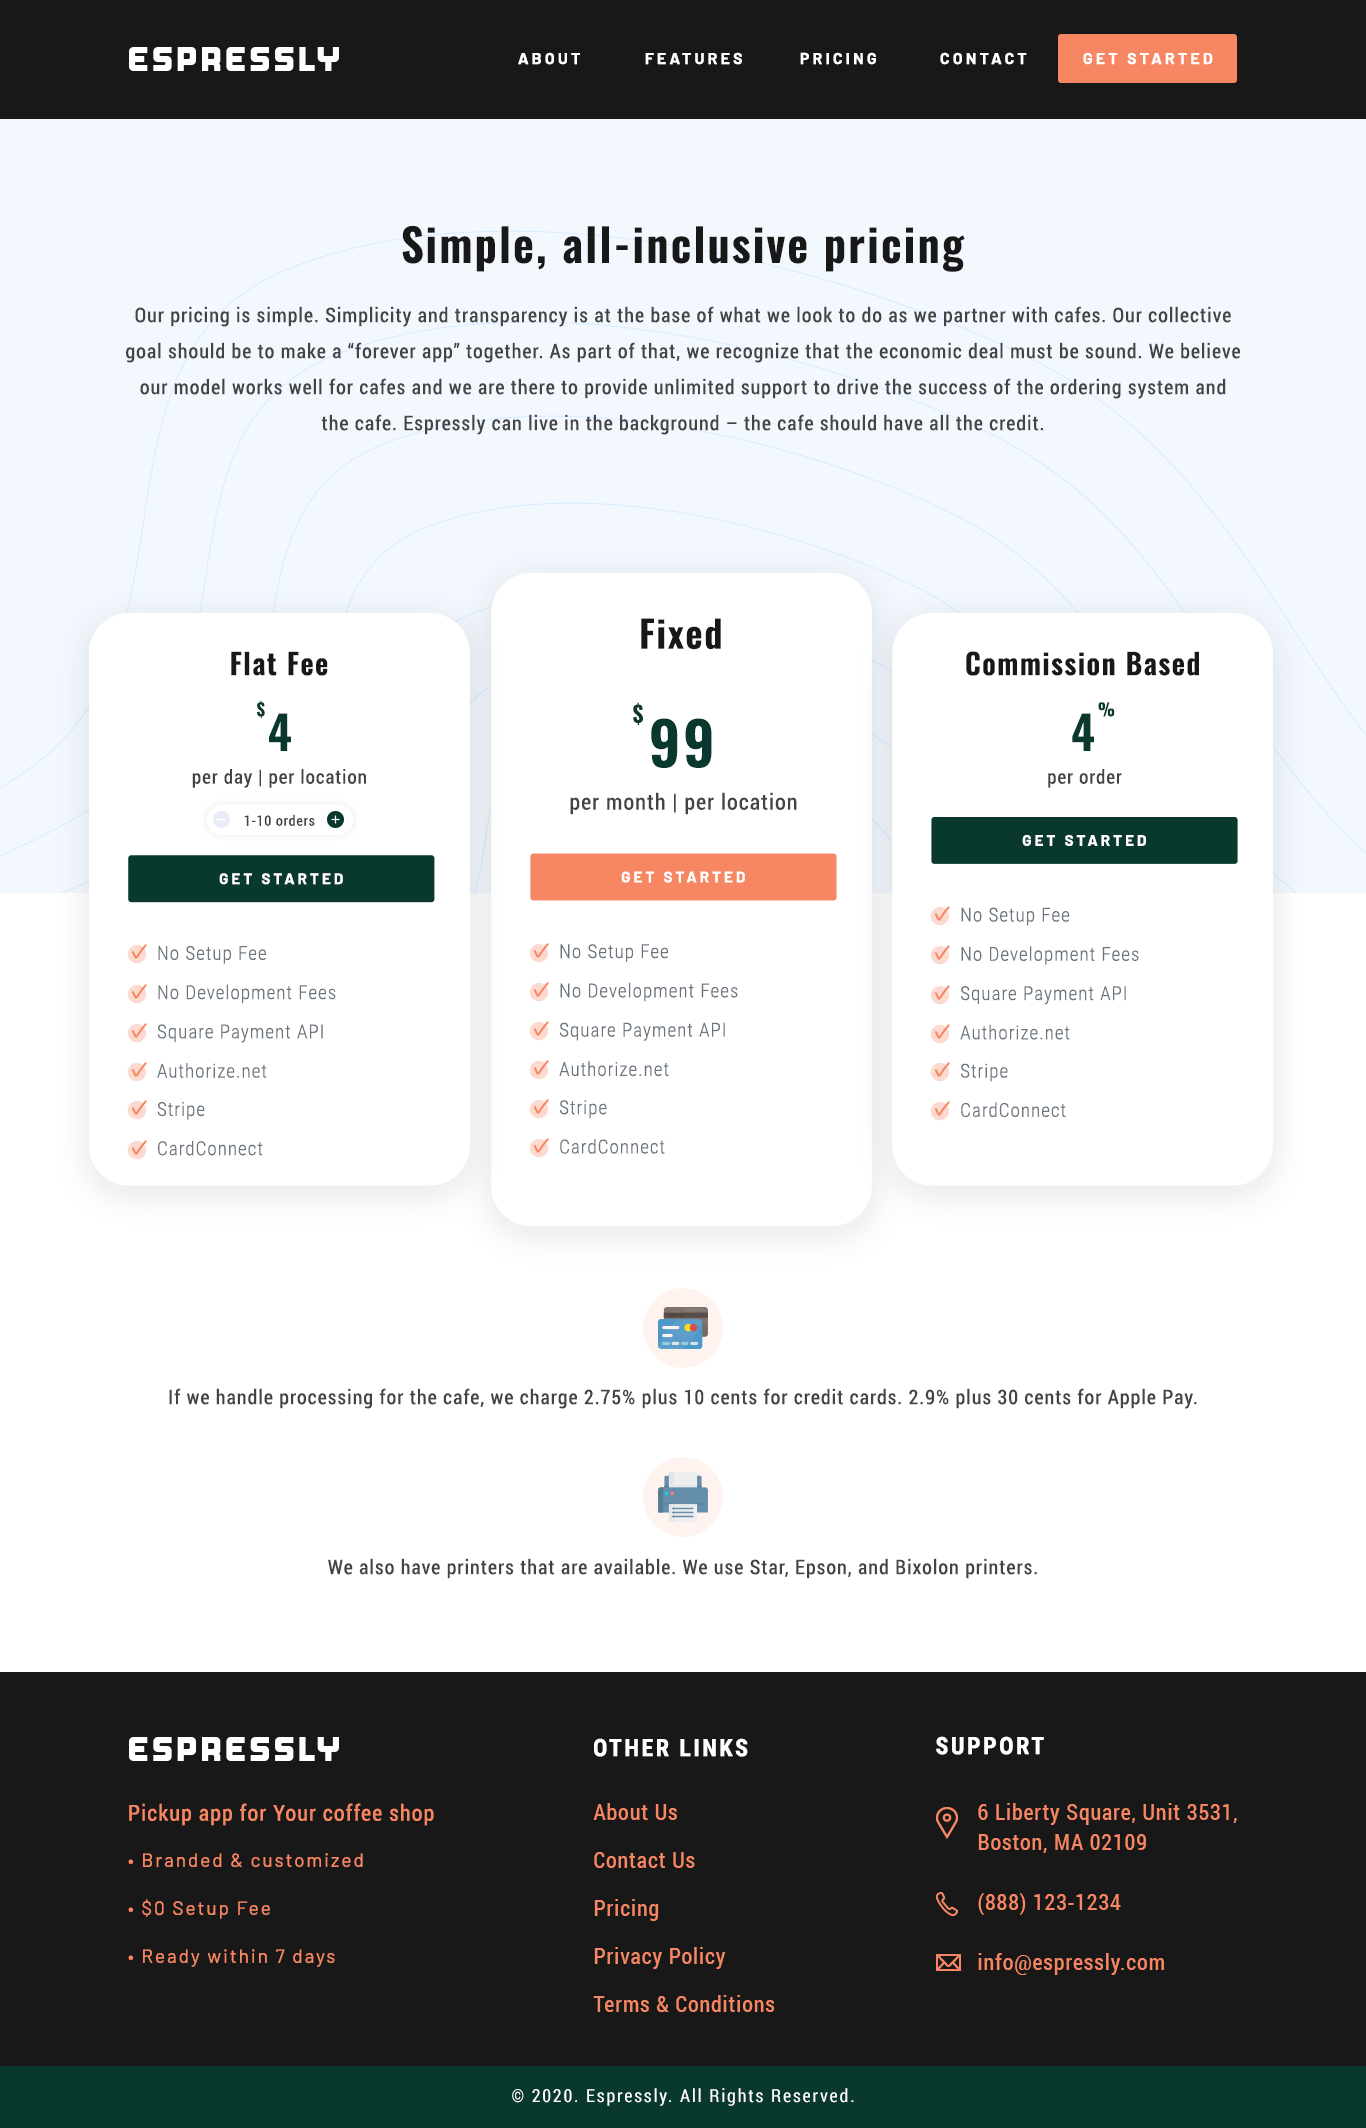 ESPRESSLY
ABOUT FEATURES PRICING CONTACT GET STARTED
Simple, all-inclusive pricing
Our pricing is simple. Simplicity and transparency is at the base of what we look to do as we partner with cafes. Our collective
goal should be to make a “forever app” together. As part of that, we recognize that the economic deal must be sound. We believe
our model works well for cafes and we are there to provide unlimited support to drive the success of the ordering system and
the cafe. Espressly can live in the background – the cafe should have all the credit.
Flat Fee
$4
per day | per location
1-10 orders
GET STARTED
No Setup Fee
No Development Fees
Square Payment API
Authorize.net
Stripe
CardConnect
Fixed
$99
per month | per location
GET STARTED
No Setup Fee
No Development Fees
Square Payment API
Authorize.net
Stripe
CardConnect
Commission Based
4%
per order
GET STARTED
No Setup Fee
No Development Fees
Square Payment API
Authorize.net
Stripe
CardConnect
If we handle processing for the cafe, we charge 2.75% plus 10 cents for credit cards. 2.9% plus 30 cents for Apple Pay.
We also have printers that are available. We use Star, Epson, and Bixolon printers.
ESPRESSLY
Pickup app for Your coffee shop
• Branded & customized
• $0 Setup Fee
• Ready within 7 days
OTHER LINKS
About Us
Contact Us
Pricing
Privacy Policy
Terms & Conditions
SUPPORT
6 Liberty Square, Unit 3531,
Boston, MA 02109
(888) 123-1234
info@espressly.com
© 2020. Espressly. All Rights Reserved.